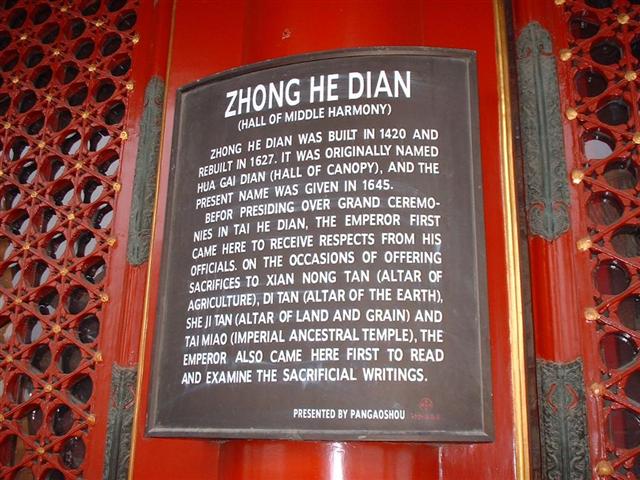 ZHONG HE DIAN
(HALL OF MIDDLE HARMONY)
ZHONG HE DIAN WAS BUILT IN 1420 AND
REBUILT IN 1627. IT WAS ORIGINALLY NAMED
HUA GAI DIAN (HALL OF CANOPY), AND THE
PRESENT NAME WAS GIVEN IN 1645.
BEFOR PRESIDING OVER GRAND CEREMO-
NIES IN TAI HE DIAN, THE EMPEROR FIRST
CAME HERE TO RECEIVE RESPECTS FROM HIS
OFFICIALS. ON THE OCCASIONS OF OFFERING
SACRIFICES TO XIAN NONG TAN (ALTAR OF
AGRICULTURE), DI TAN (ALTAR OF THE EARTH),
SHE JI TAN (ALTAR OF LAND AND GRAIN) AND
TAI MIAO (IMPERIAL ANCESTRAL TEMPLE), THE
EMPEROR ALSO CAME HERE FIRST TO READ
AND EXAMINE THE SACRIFICIAL WRITINGS.
PRESENTED BY PANGAOSHOU